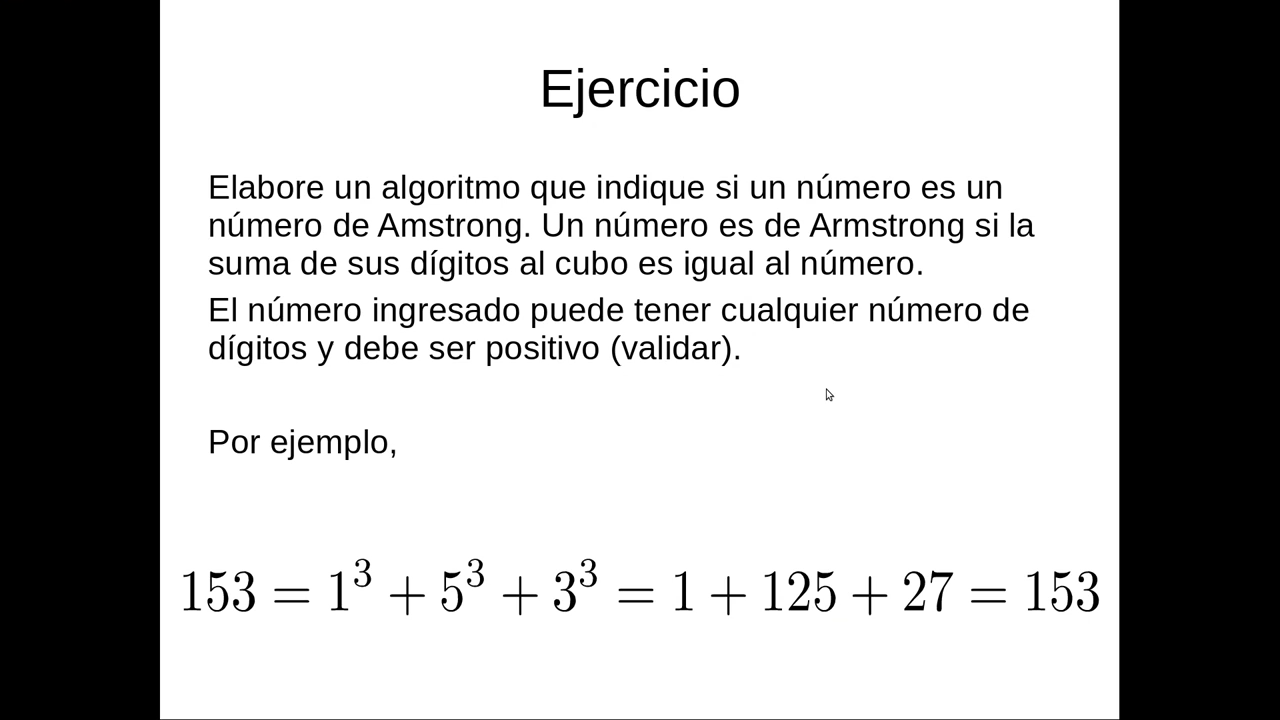 Ejercicio
Elabore un algoritmo que indique si un número es un
número de Amstrong. Un número es de Armstrong si la
suma de sus dígitos al cubo es igual al número.
El número ingresado puede tener cualquier número de
dígitos y debe ser positivo (validar).
Por ejemplo,
153 = 1³ + 5³ + 3³ = 1 + 125 + 27 = 153